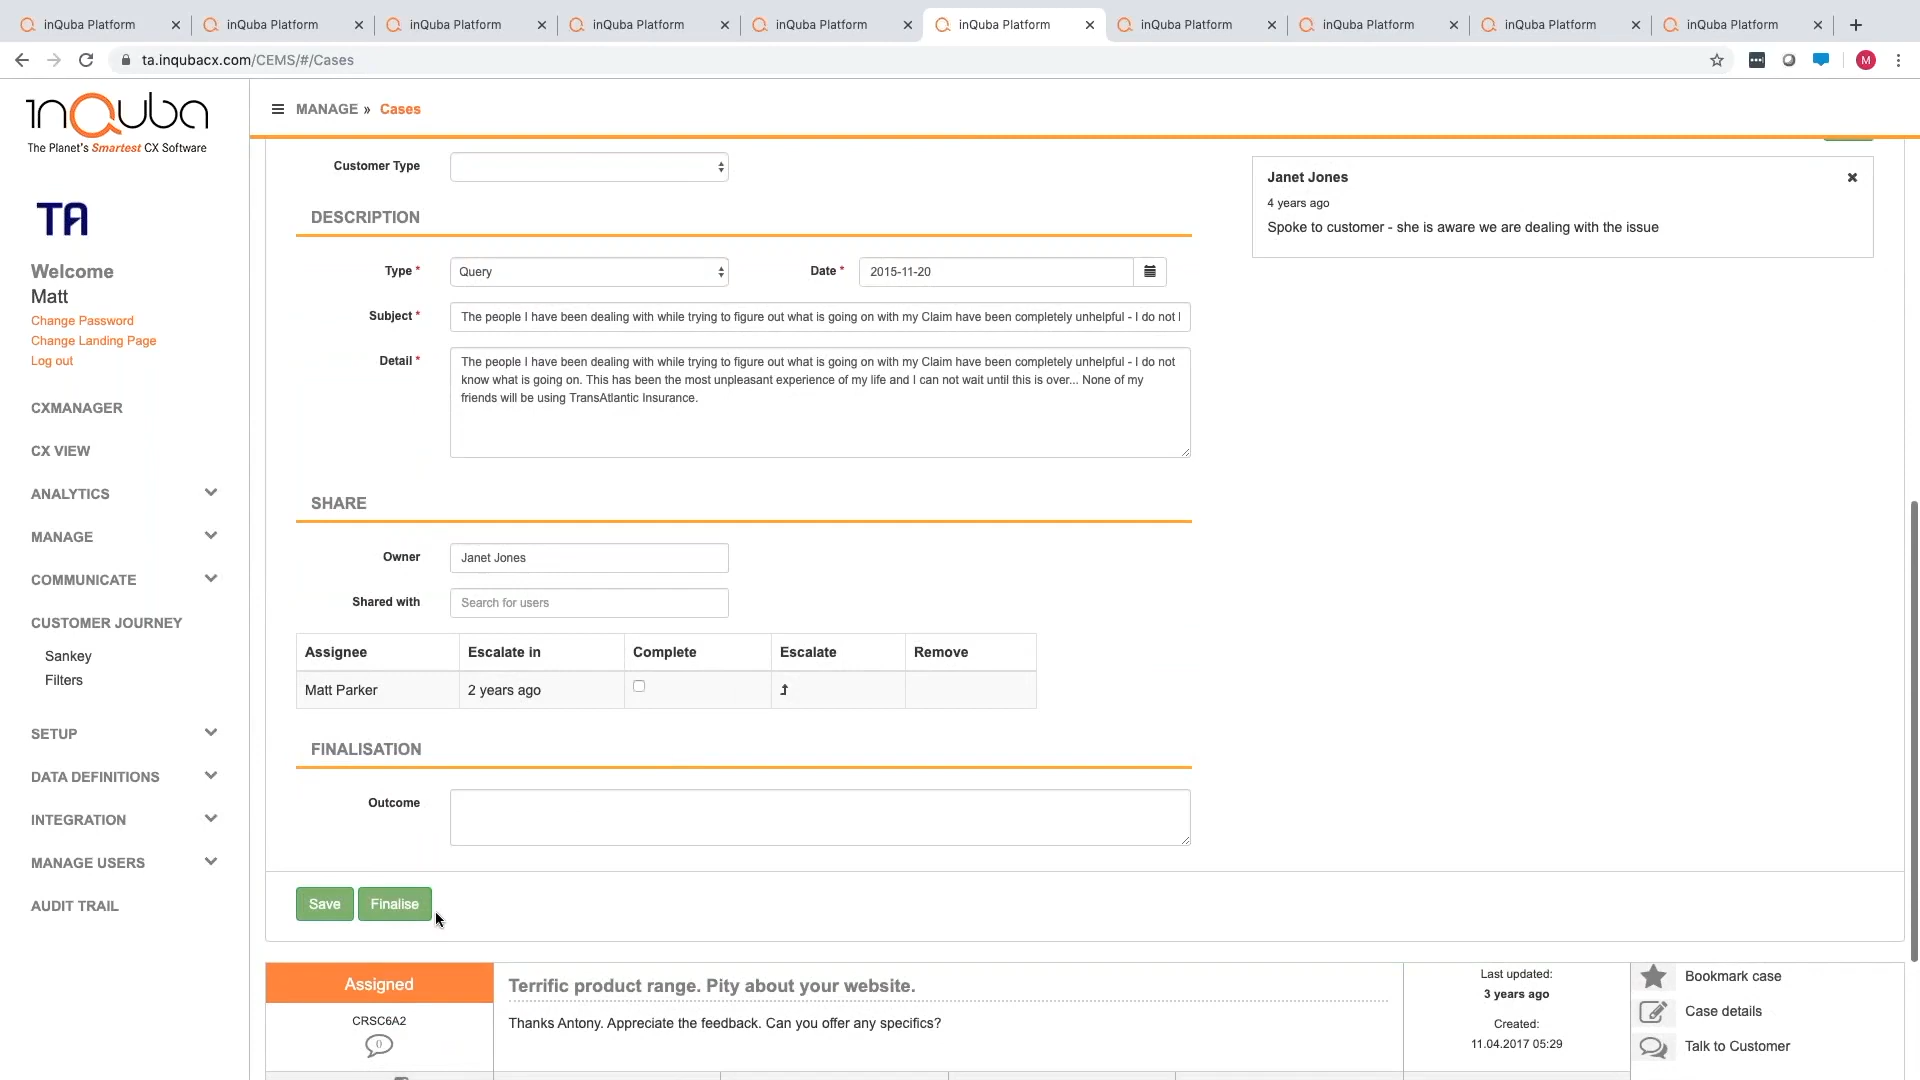 inQuba Platform
inQuba Platform
inQuba Platform
inQuba Platform
inQuba Platform
inQuba Platform
inQuba Platform
inQuba Platform
inQuba Platform
inQuba Platform
ta.inqubacx.com/CEMS/#/Cases
M
inQuba
The Planet's Smartest CX Software
TA
Welcome
Matt
Change Password
Change Landing Page
Log out
CXMANAGER
CX VIEW
ANALYTICS
MANAGE
COMMUNICATE
CUSTOMER JOURNEY
Sankey
Filters
SETUP
DATA DEFINITIONS
INTEGRATION
MANAGE USERS
AUDIT TRAIL
MANAGE » Cases
Customer Type
DESCRIPTION
Type * Query Date * 2015-11-20
Subject * The people I have been dealing with while trying to figure out what is going on with my Claim have been completely unhelpful - I do not
Detail * The people I have been dealing with while trying to figure out what is going on with my Claim have been completely unhelpful - I do not
know what is going on. This has been the most unpleasant experience of my life and I can not wait until this is over... None of my
friends will be using TransAtlantic Insurance.
SHARE
Owner Janet Jones
Shared with Search for users
Assignee Escalate in Complete Escalate Remove
Matt Parker 2 years ago
FINALISATION
Outcome
Save Finalise
Janet Jones
4 years ago
Spoke to customer - she is aware we are dealing with the issue
Assigned
CRSC6A2
0
Terrific product range. Pity about your website.
Thanks Antony. Appreciate the feedback. Can you offer any specifics?
Last updated:
3 years ago
Created:
11.04.2017 05:29
Bookmark case
Case details
Talk to Customer